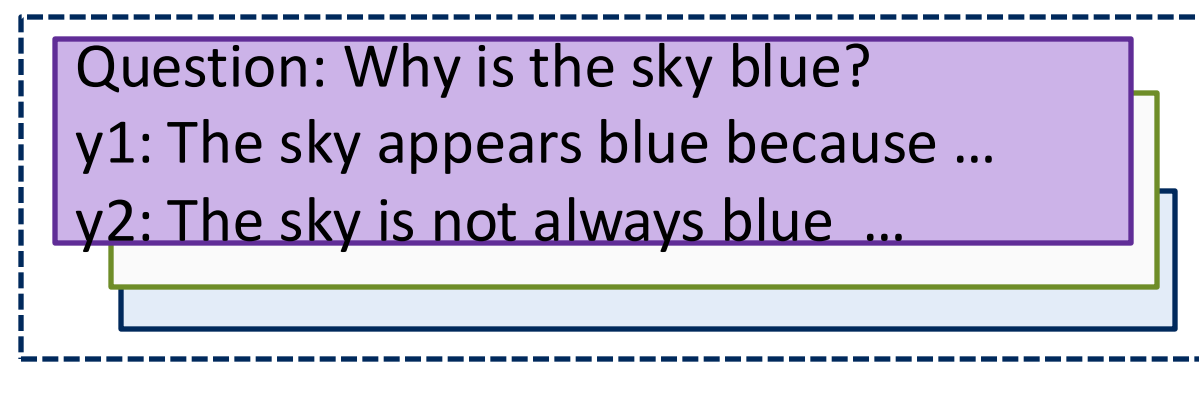 Question: Why is the sky blue?
y1: The sky appears blue because ...
y2: The sky is not always blue  ...